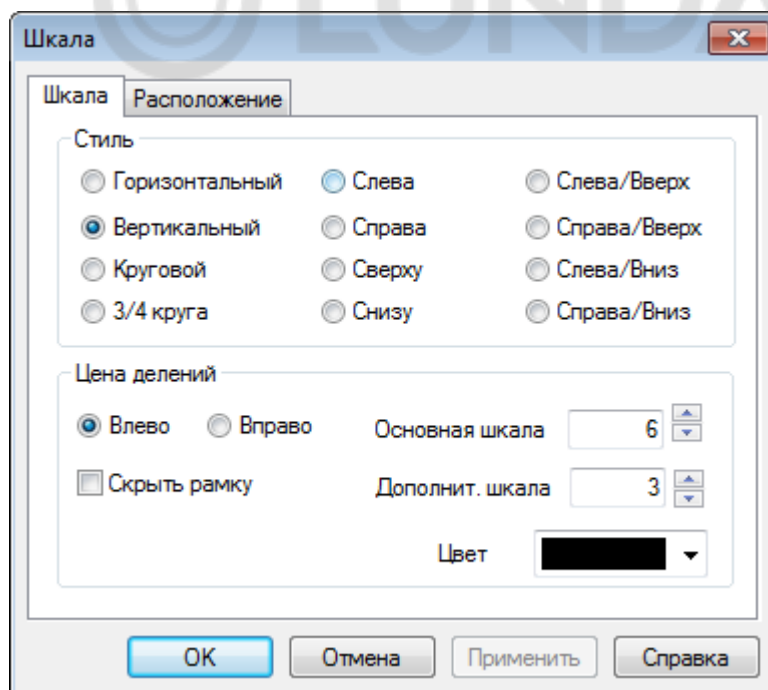 LUNDA
Шкала
Шкала Расположение
Стиль
Горизонтальный Слева Слева/Вверх
Вертикальный Справа Справа/Вверх
Круговой Сверху Слева/Вниз
3/4 круга Снизу Справа/Вниз
Цена делений
Влево Вправо Основная шкала 6
Скрыть рамку Дополнит. шкала 3
Цвет
OK Отмена Применить Справка